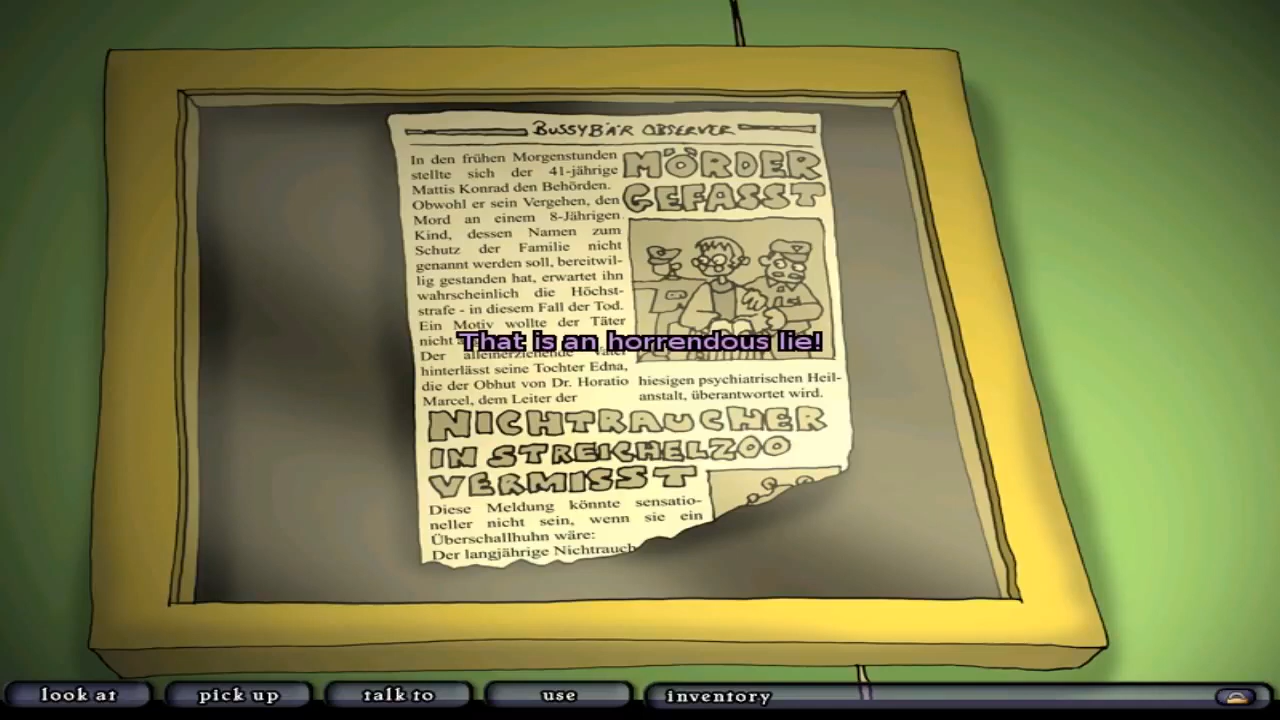 BUSSYBÄR OBSERVER
In den frühen Morgenstunden
stellte sich der 41-jährige
Mattis Konrad den Behörden.
Obwohl er sein Vergehen, den
Mord an einem 8-Jährigen
Kind, dessen Namen zum
Schutz der Familie nicht
genannt werden soll, bereitwil-
lig gestanden hat, erwartet ihn
wahrscheinlich die Höchst-
strafe - in diesem Fall der Tod.
Ein Motiv wollte der Täter
nicht
Der alleinerziehende Vater
hinterlässt seine Tochter Edna,
die der Obhut von Dr. Horatio
Marcel, dem Leiter der
MÖRDER
GEFASST
hiesigen psychiatrischen Heil-
anstalt, überantwortet wird.
That is an horrendous lie!
NICHTRAUCHER
IN STREICHELZOO
VERMISST
Diese Meldung könnte sensatio-
neller nicht sein, wenn sie ein
Überschallhuhn wäre:
Der langjährige Nichtrauch
look at
pick up
talk to
use
inventory